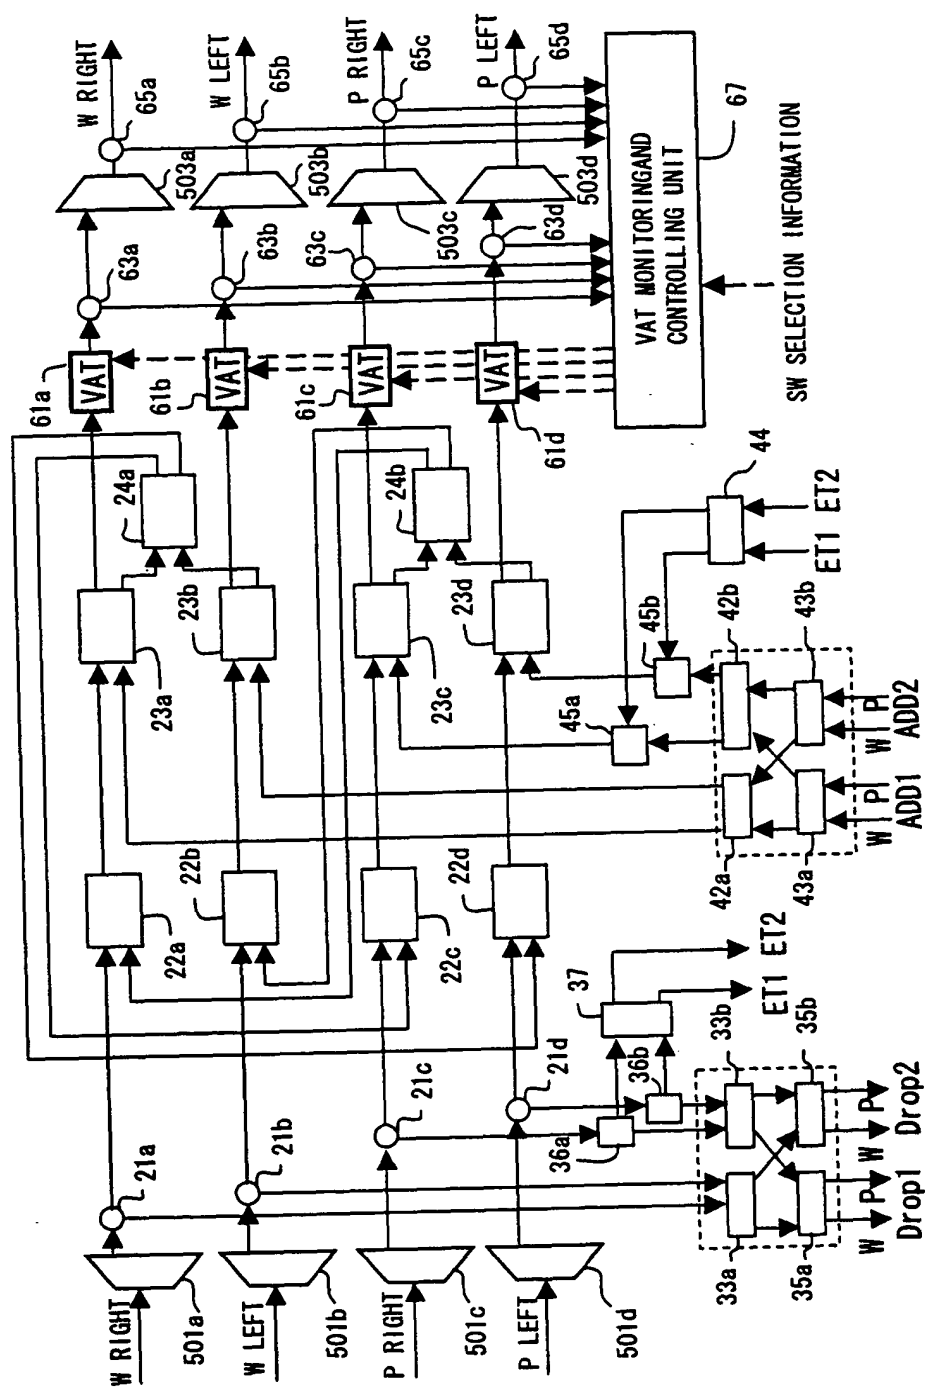 W RIGHT
501a
W LEFT
501b
P RIGHT
501c
P LEFT
501d
21a
21b
21c
21d
22a
22b
22c
22d
23a
23b
23c
23d
24a
24b
61a
VAT
61b
VAT
61c
VAT
61d
VAT
63a
63b
63c
63d
503a
503b
503c
503d
65a
65b
65c
65d
W RIGHT
W LEFT
P RIGHT
P LEFT
36a
36b
37
ET1 ET2
33a
33b
35a
35b
W P W P
Drop1 Drop2
45a
45b
44
ET1 ET2
42a
42b
43a
43b
W P W P
ADD1 ADD2
VAT MONITORINGAND
CONTROLLING UNIT
67
SW SELECTION INFORMATION